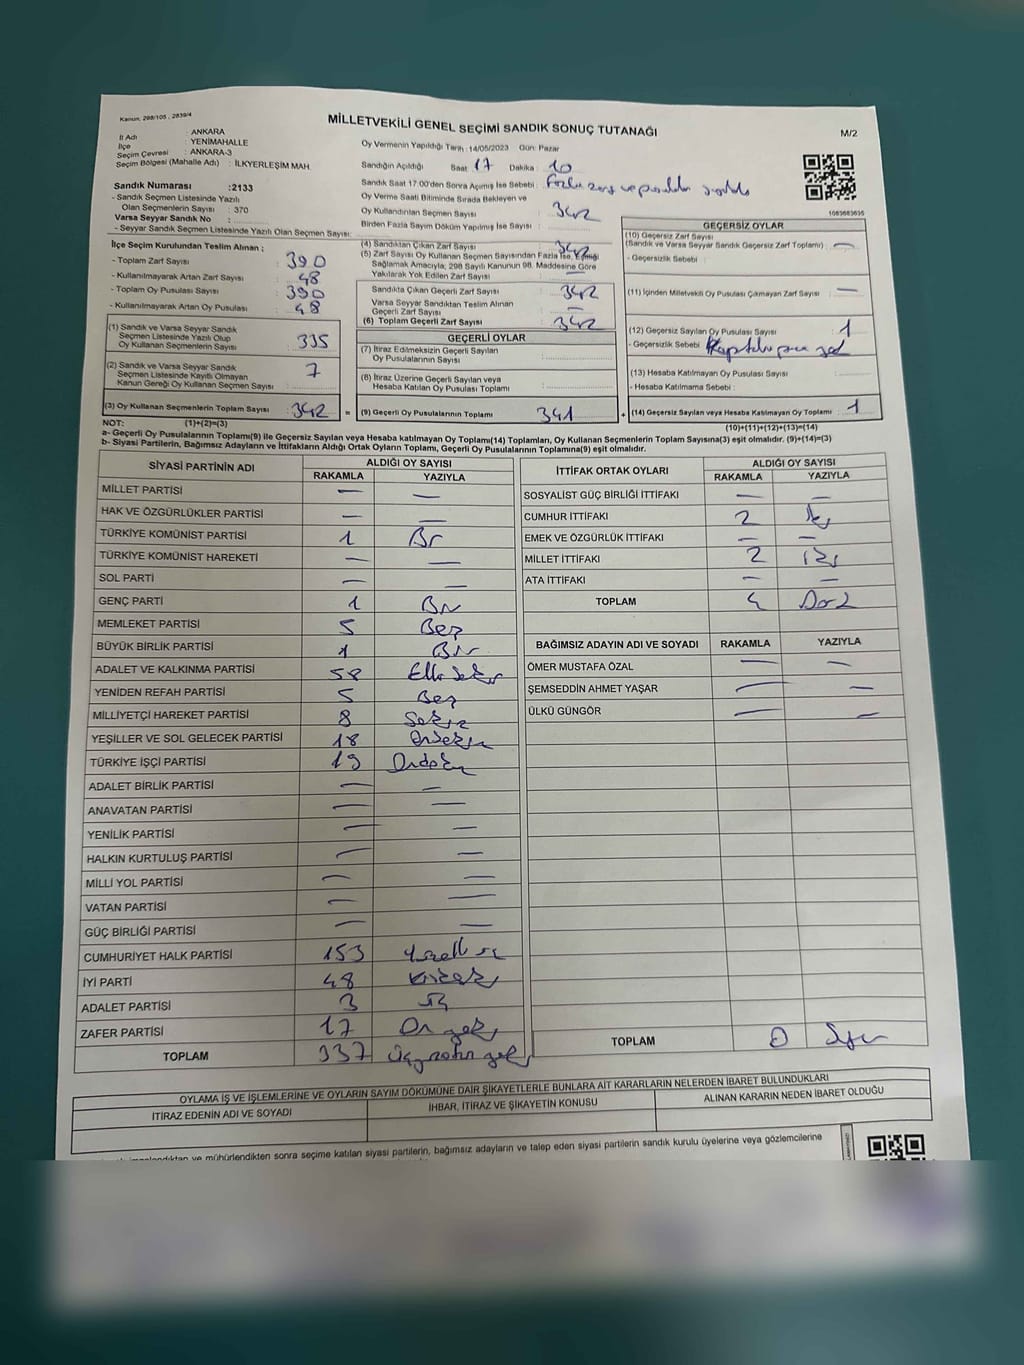 Kanun, 298/105 , 2839/4
MİLLETVEKİLİ GENEL SEÇİMİ SANDIK SONUÇ TUTANAĞI
M/2
İl Adı : ANKARA
İlçe : YENİMAHALLE
Seçim Çevresi : ANKARA-3
Seçim Bölgesi (Mahalle Adı) : İLKYERLEŞİM MAH.
Sandık Numarası :2133
- Sandık Seçmen Listesinde Yazılı
Olan Seçmenlerin Sayısı : 370
Varsa Seyyar Sandık No :
- Seyyar Sandık Seçmen Listesinde Yazılı Olan Seçmen Sayısı:
Oy Vermenin Yapıldığı Tarih :14/05/2023 Gün: Pazar
Sandığın Açıldığı Saat 17 Dakika 10
Sandık Saat 17:00'den Sonra Açılmış İse Sebebi :
Oy Verme Saati Bitiminde Sırada Bekleyen ve
Oy Kullandırılan Seçmen Sayısı : 342
Birden Fazla Sayım Döküm Yapılmış İse Sayısı :
İlçe Seçim Kurulundan Teslim Alınan ;
- Toplam Zarf Sayısı : 390
- Kullanılmayarak Artan Zarf Sayısı : 48
- Toplam Oy Pusulası Sayısı : 390
- Kullanılmayarak Artan Oy Pusulası : 48
(1) Sandık ve Varsa Seyyar Sandık
Seçmen Listesinde Yazılı Olup
Oy Kullanan Seçmenlerin Sayısı : 335
(2) Sandık ve Varsa Seyyar Sandık
Seçmen Listesinde Kayıtlı Olmayan
Kanun Gereği Oy Kullanan Seçmen Sayısı : 7
(3) Oy Kullanan Seçmenlerin Toplam Sayısı : 342 =
(4) Sandıktan Çıkan Zarf Sayısı : 342
(5) Zarf Sayısı Oy Kullanan Seçmen Sayısından Fazla İse, Eşitliği
Sağlamak Amacıyla, 298 Sayılı Kanunun 98. Maddesine Göre
Yakılarak Yok Edilen Zarf Sayısı : —
Sandıkta Çıkan Geçerli Zarf Sayısı : 342
Varsa Seyyar Sandıktan Teslim Alınan
Geçerli Zarf Sayısı : —
(6) Toplam Geçerli Zarf Sayısı : 342
GEÇERLİ OYLAR
(7) İtiraz Edilmeksizin Geçerli Sayılan
Oy Pusulalarının Sayısı :
(8) İtiraz Üzerine Geçerli Sayılan veya
Hesaba Katılan Oy Pusulası Toplamı :
(9) Geçerli Oy Pusulalarının Toplamı : 341 +
1083683635
GEÇERSİZ OYLAR
(10) Geçersiz Zarf Sayısı
(Sandık ve Varsa Seyyar Sandık Geçersiz Zarf Toplamı) : —
- Geçersizlik Sebebi :
(11) İçinden Milletvekili Oy Pusulası Çıkmayan Zarf Sayısı : —
(12) Geçersiz Sayılan Oy Pusulası Sayısı : 1
- Geçersizlik Sebebi :
(13) Hesaba Katılmayan Oy Pusulası Sayısı :
- Hesaba Katılmama Sebebi :
(14) Geçersiz Sayılan veya Hesaba Katılmayan Oy Toplamı : 1
NOT: (1)+(2)=(3) (10)+(11)+(12)+(13)=(14)
a- Geçerli Oy Pusulalarının Toplamı(9) ile Geçersiz Sayılan veya Hesaba katılmayan Oy Toplamı(14) Toplamları, Oy Kullanan Seçmenlerin Toplam Sayısına(3) eşit olmalıdır. (9)+(14)=(3)
b- Siyasi Partilerin, Bağımsız Adayların ve İttifakların Aldığı Ortak Oyların Toplamı, Geçerli Oy Pusulalarının Toplamına(9) eşit olmalıdır.
SİYASİ PARTİNİN ADI ALDIĞI OY SAYISI
RAKAMLA YAZIYLA
MİLLET PARTİSİ — —
HAK VE ÖZGÜRLÜKLER PARTİSİ — —
TÜRKİYE KOMÜNİST PARTİSİ 1 Bir
TÜRKİYE KOMÜNİST HAREKETİ — —
SOL PARTİ — —
GENÇ PARTİ 1 Bir
MEMLEKET PARTİSİ 5 Beş
BÜYÜK BİRLİK PARTİSİ 1 Bir
ADALET VE KALKINMA PARTİSİ 58 Elli Sekiz
YENİDEN REFAH PARTİSİ 5 Beş
MİLLİYETÇİ HAREKET PARTİSİ 8 Sekiz
YEŞİLLER VE SOL GELECEK PARTİSİ 18 Onsekiz
TÜRKİYE İŞÇİ PARTİSİ 19 Ondokuz
ADALET BİRLİK PARTİSİ — —
ANAVATAN PARTİSİ — —
YENİLİK PARTİSİ — —
HALKIN KURTULUŞ PARTİSİ — —
MİLLİ YOL PARTİSİ — —
VATAN PARTİSİ — —
GÜÇ BİRLİĞİ PARTİSİ — —
CUMHURİYET HALK PARTİSİ 153
İYİ PARTİ 48
ADALET PARTİSİ 3 Üç
ZAFER PARTİSİ 17 On yedi
TOPLAM 337 Üçyüzotuz yedi
İTTİFAK ORTAK OYLARI ALDIĞI OY SAYISI
RAKAMLA YAZIYLA
SOSYALİST GÜÇ BİRLİĞİ İTTİFAKI — —
CUMHUR İTTİFAKI 2 İki
EMEK VE ÖZGÜRLÜK İTTİFAKI — —
MİLLET İTTİFAKI 2 İki
ATA İTTİFAKI — —
TOPLAM 4 Dört
BAĞIMSIZ ADAYIN ADI VE SOYADI RAKAMLA YAZIYLA
ÖMER MUSTAFA ÖZAL — —
ŞEMSEDDİN AHMET YAŞAR — —
ÜLKÜ GÜNGÖR — —
TOPLAM 0 Sıfır
OYLAMA İŞ VE İŞLEMLERİNE VE OYLARIN SAYIM DÖKÜMÜNE DAİR ŞİKAYETLERLE BUNLARA AİT KARARLARIN NELERDEN İBARET BULUNDUKLARI
İTİRAZ EDENİN ADI VE SOYADI İHBAR, İTİRAZ VE ŞİKAYETİN KONUSU ALINAN KARARIN NEDEN İBARET OLDUĞU
ve mühürlendikten sonra seçime katılan siyasi partilerin, bağımsız adayların ve talep eden siyasi partilerin sandık kurulu üyelerine veya gözlemcilerine